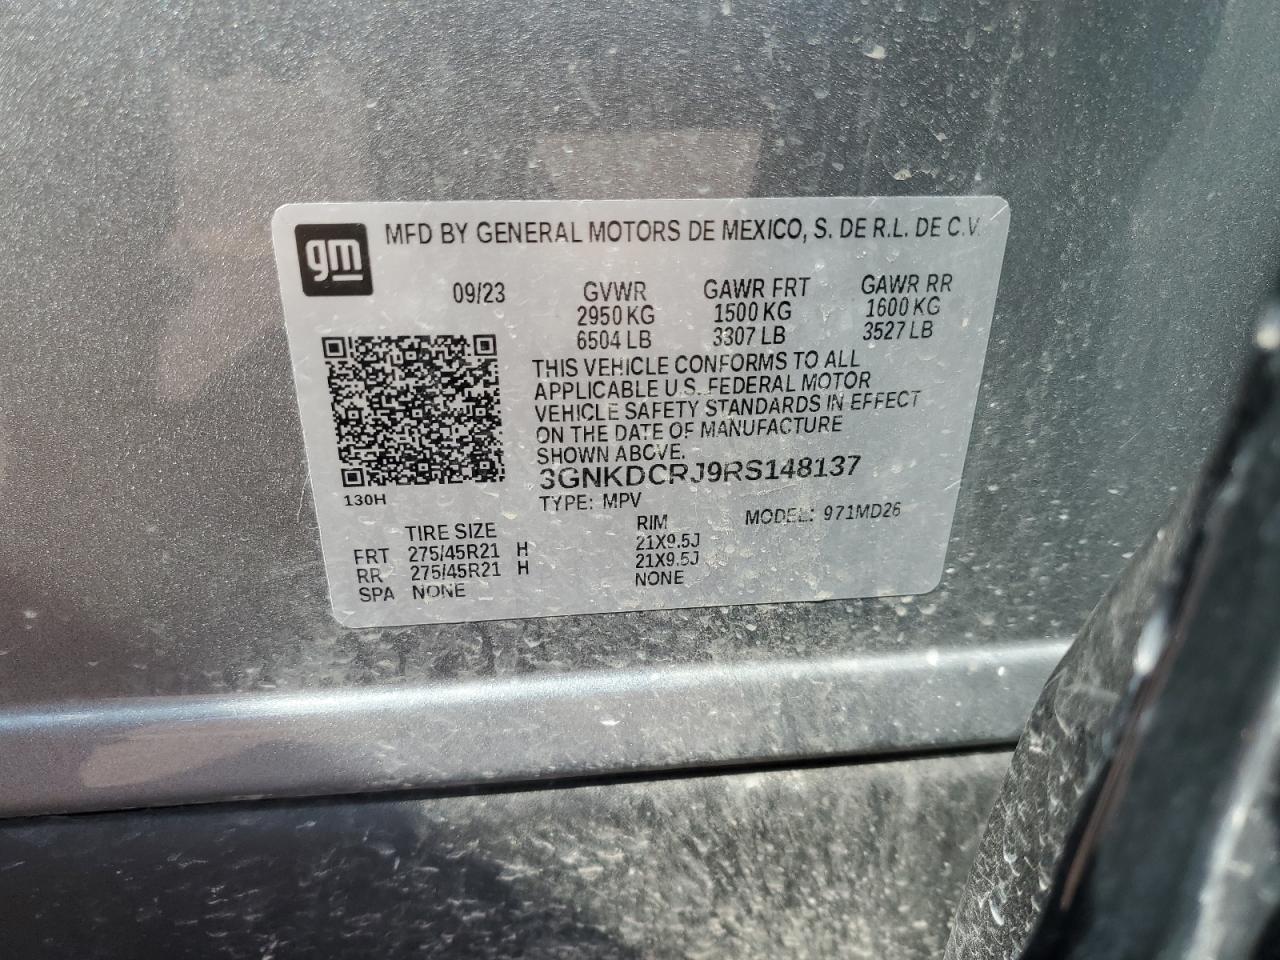 gm
MFD BY GENERAL MOTORS DE MEXICO, S. DE R.L. DE C.V.
09/23 GVWR GAWR FRT GAWR RR
2950 KG 1500 KG 1600 KG
6504 LB 3307 LB 3527 LB
THIS VEHICLE CONFORMS TO ALL
APPLICABLE U.S. FEDERAL MOTOR
VEHICLE SAFETY STANDARDS IN EFFECT
ON THE DATE OF MANUFACTURE
SHOWN ABOVE.
3GNKDCRJ9RS148137
130H
TYPE: MPV MODEL: 971MD26
TIRE SIZE RIM
FRT 275/45R21 H 21X9.5J
RR 275/45R21 H 21X9.5J
SPA NONE NONE